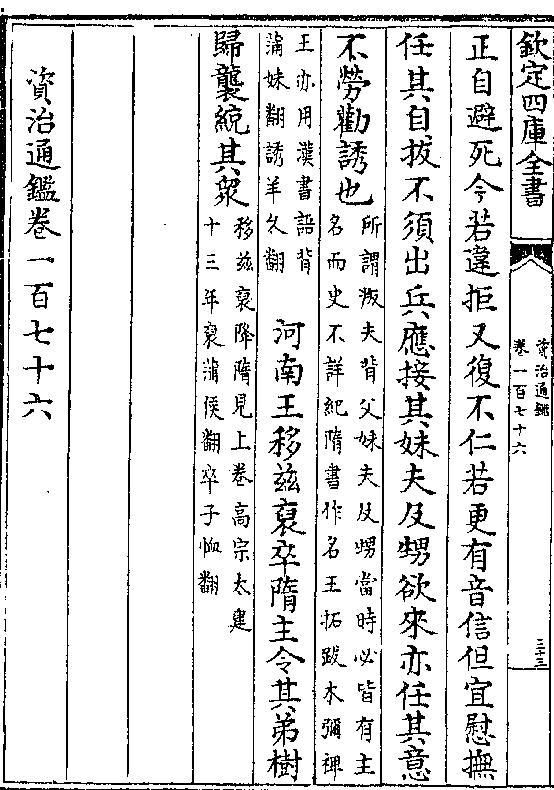 欽定四庫全書
資治通鑑
卷一百七十六
三十三
正自避死今若違拒又復不仁若更有音信但宜慰撫
任其自拔不須出兵應接其妹夫及甥欲來亦任其意
不勞勸誘也
所謂叛夫背父妹夫及甥當時必皆有主
名而史不詳紀隋書作名王拓跋木彌禆
王亦用漢書語背
蒲妹翻誘羊久翻
河南王移兹裒卒隋主令其弟樹
歸襲統其衆
移兹裒降隋見上卷高宗太建
十三年裒蒲侯翻卒子恤翻
資治通鑑卷一百七十六